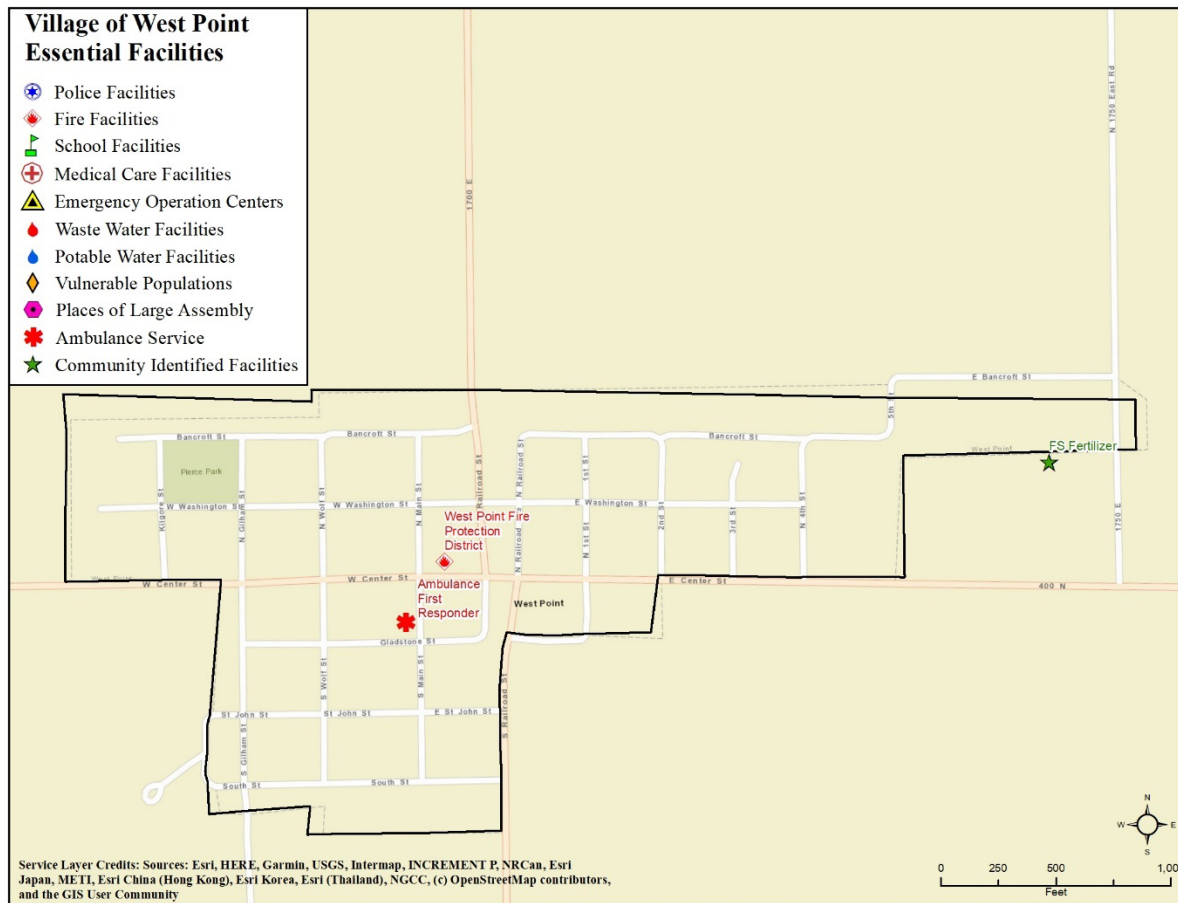 Village of West Point
Essential Facilities
Police Facilities
Fire Facilities
School Facilities
Medical Care Facilities
Emergency Operation Centers
Waste Water Facilities
Potable Water Facilities
Vulnerable Populations
Places of Large Assembly
Ambulance Service
Community Identified Facilities
N 1750 East Rd
1700 E
E Bancroft St
5th St
Bancroft St
Bancroft St
Bancroft St
West Point
FS Fertilizer
Pierce Park
Kilgore St
N Gilham St
N Wolf St
N Main St
Railroad St
N Railroad St
N Railroad St
1st St
N 1st St
2nd St
3rd St
N 4th St
1750 E
W Washington St
W Washington St
E Washington St
West Point Fire
Protection
District
West Point
W Center St
W Center St
E Center St
400 N
Ambulance
First
Responder
West Point
Gladstone St
S Wolf St
S Main St
S Railroad St
St John St
St John St
E St John St
S Gilham St
South St
South St
N
W
E
S
Service Layer Credits: Sources: Esri, HERE, Garmin, USGS, Intermap, INCREMENT P, NRCan, Esri
Japan, METI, Esri China (Hong Kong), Esri Korea, Esri (Thailand), NGCC, (c) OpenStreetMap contributors,
and the GIS User Community
0 250 500 1,00
Feet